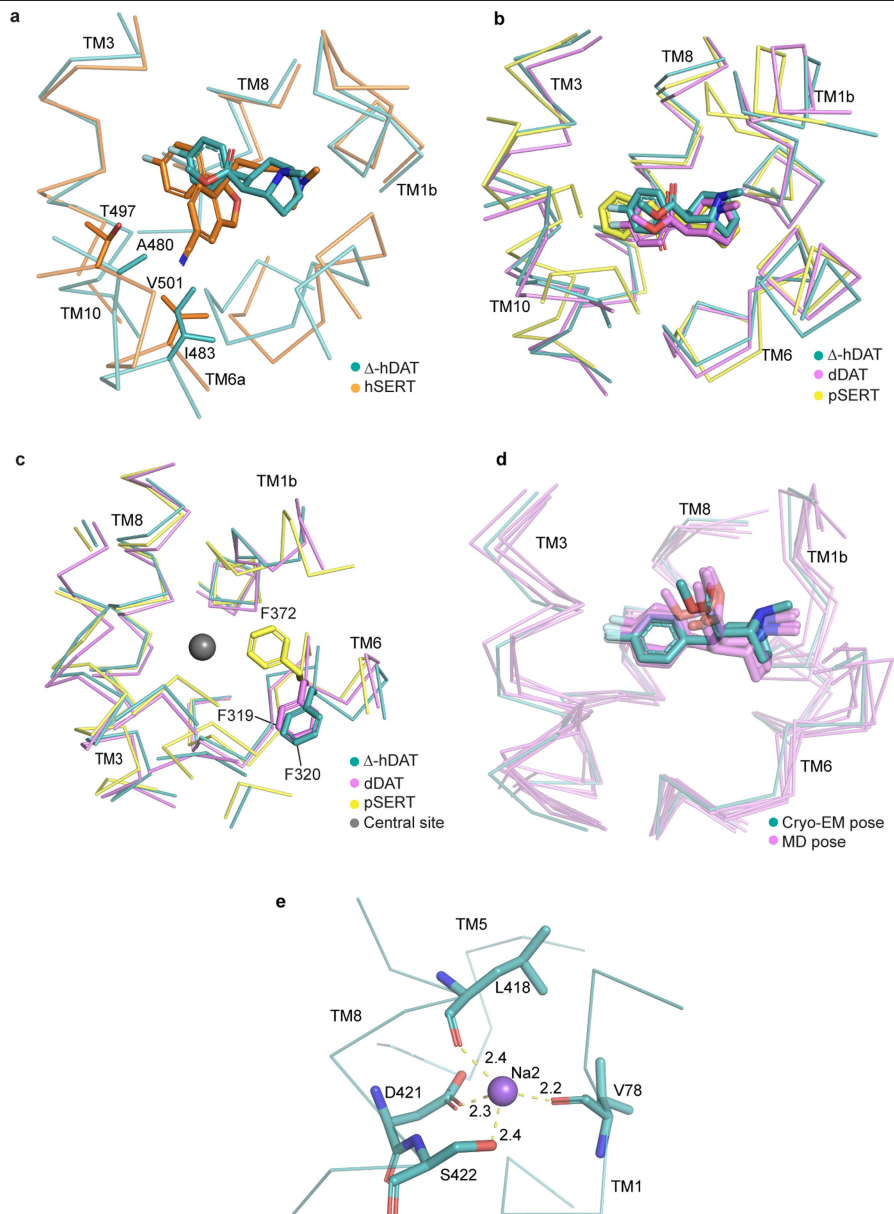 a
TM3
TM8
TM1b
T497
A480
V501
TM10
I483
TM6a
Δ-hDAT
hSERT
b
TM3
TM8
TM1b
TM10
TM6
Δ-hDAT
dDAT
pSERT
c
TM1b
TM8
F372
TM6
F319
TM3
F320
Δ-hDAT
dDAT
pSERT
Central site
d
TM3
TM8
TM1b
TM6
Cryo-EM pose
MD pose
e
TM5
L418
TM8
2.4
Na2
D421
2.2
V78
2.3
2.4
S422
TM1